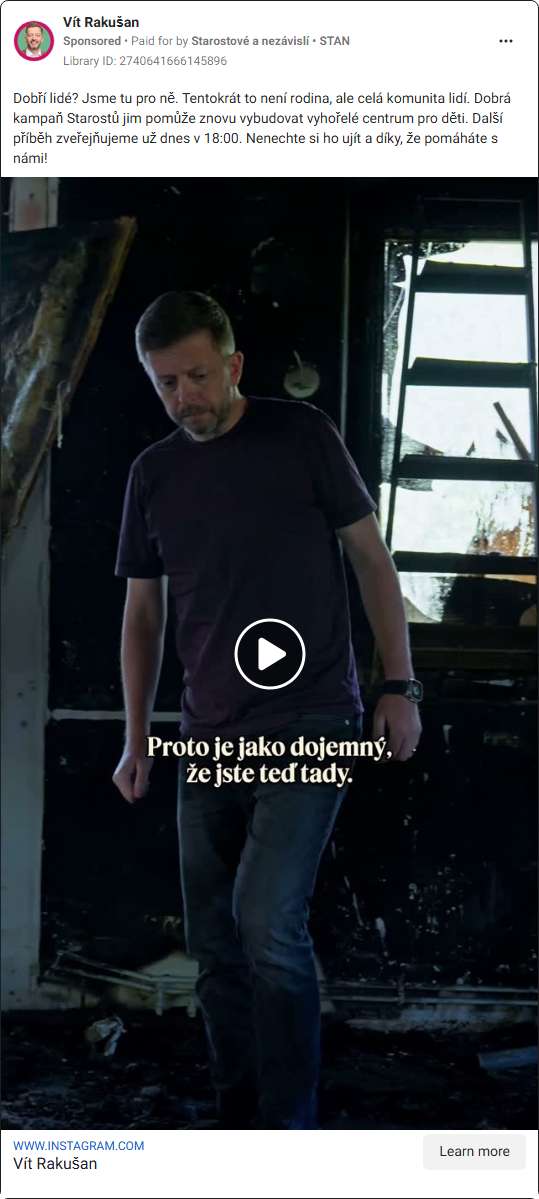 Vít Rakušan
Sponsored • Paid for by Starostové a nezávislí • STAN
Library ID: 2740641666145896
Dobří lidé? Jsme tu pro ně. Tentokrát to není rodina, ale celá komunita lidí. Dobrá
kampaň Starostů jim pomůže znovu vybudovat vyhořelé centrum pro děti. Další
příběh zveřejňujeme už dnes v 18:00. Nenechte si ho ujít a díky, že pomáháte s
námi!
Proto je jako dojemný,
že jste teď tady.
WWW.INSTAGRAM.COM
Vít Rakušan
Learn more